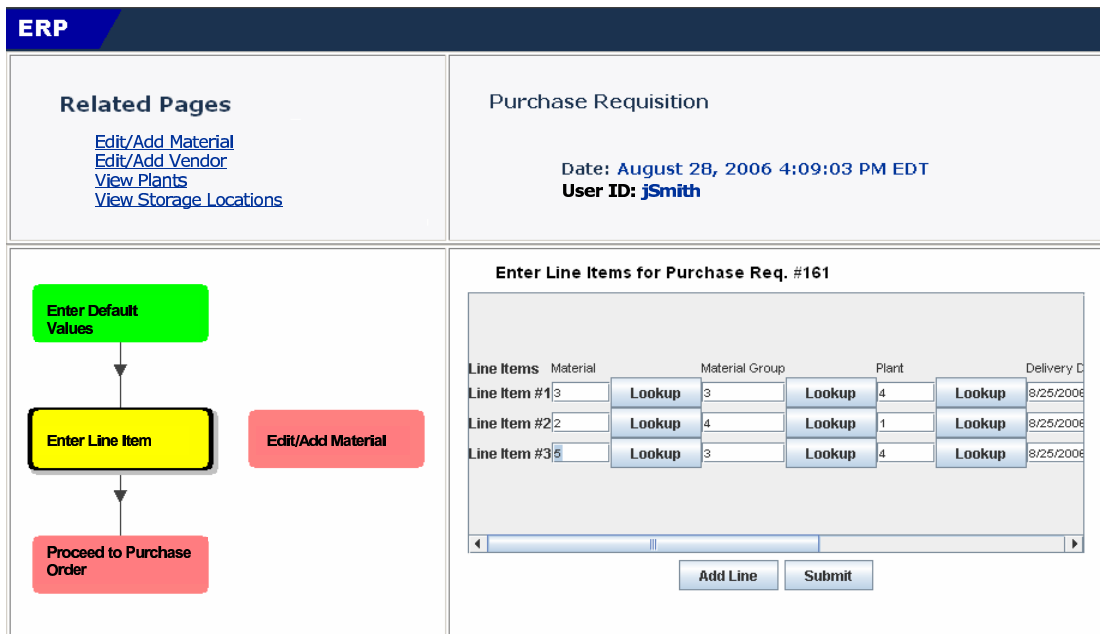 ERP
Related Pages
Edit/Add Material
Edit/Add Vendor
View Plants
View Storage Locations
Purchase Requisition
Date: August 28, 2006 4:09:03 PM EDT
User ID: jSmith
Enter Default
Values
Enter Line Item
Edit/Add Material
Proceed to Purchase
Order
Enter Line Items for Purchase Req. #161
Line Items Material Material Group Plant Delivery D
Line Item #1 3 Lookup 3 Lookup 4 Lookup 8/25/2006
Line Item #2 2 Lookup 4 Lookup 1 Lookup 8/25/2006
Line Item #3 5 Lookup 3 Lookup 4 Lookup 8/25/2006
Add Line Submit